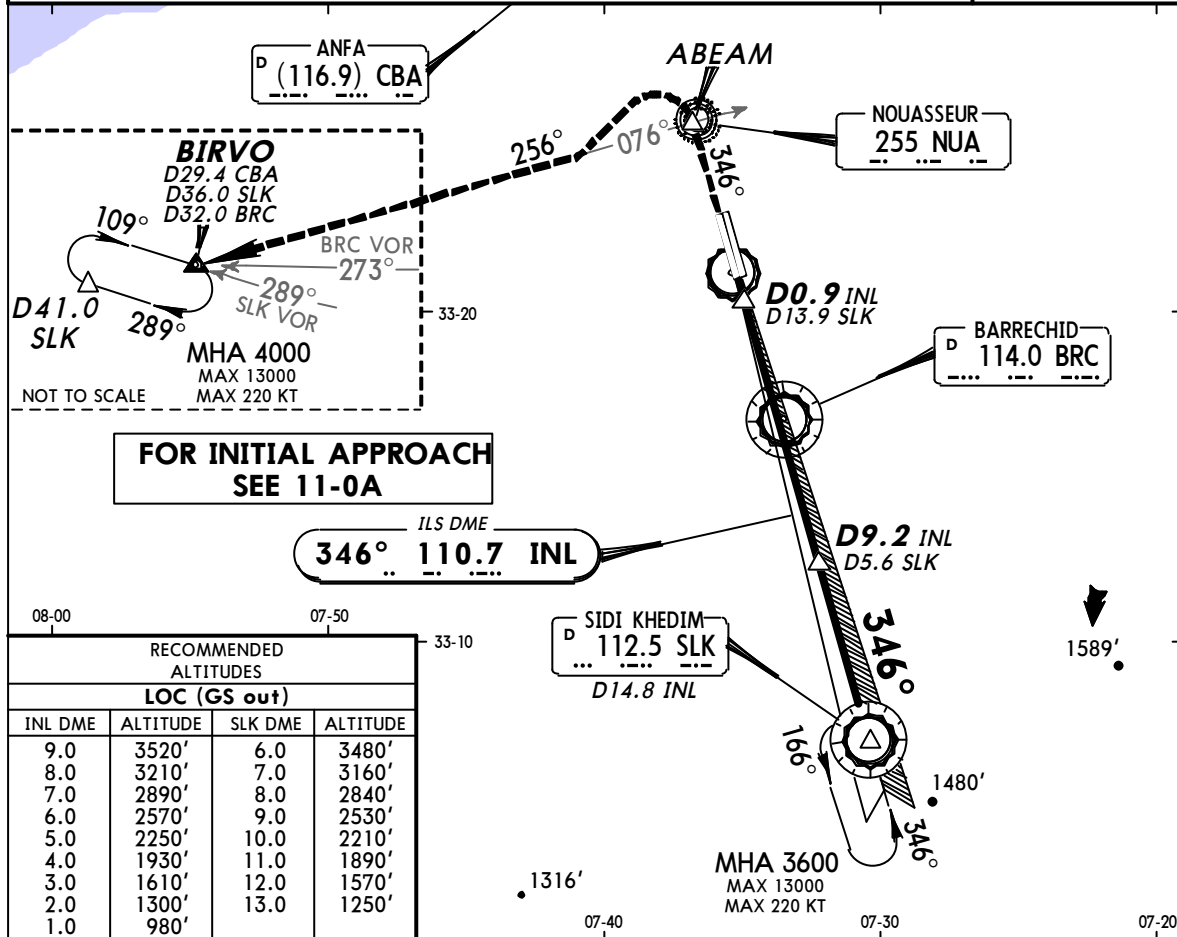 ANFA
D (116.9) CBA
ABEAM
NOUASSEUR
255 NUA
256°
076°
346°
BIRVO
D29.4 CBA
D36.0 SLK
D32.0 BRC
109°
BRC VOR
273°
289°
SLK VOR
D41.0
SLK
289°
MHA 4000
MAX 13000
MAX 220 KT
NOT TO SCALE
33-20
D0.9 INL
D13.9 SLK
BARRECHID
D 114.0 BRC
FOR INITIAL APPROACH
SEE 11-0A
ILS DME
346° 110.7 INL
D9.2 INL
D5.6 SLK
08-00
07-50
33-10
SIDI KHEDIM
D 112.5 SLK
D14.8 INL
346°
1589'
166°
1480'
346°
MHA 3600
MAX 13000
MAX 220 KT
1316'
07-40
07-30
07-20
RECOMMENDED
ALTITUDES
LOC (GS out)
INL DME ALTITUDE SLK DME ALTITUDE
9.0 3520' 6.0 3480'
8.0 3210' 7.0 3160'
7.0 2890' 8.0 2840'
6.0 2570' 9.0 2530'
5.0 2250' 10.0 2210'
4.0 1930' 11.0 1890'
3.0 1610' 12.0 1570'
2.0 1300' 13.0 1250'
1.0 980'